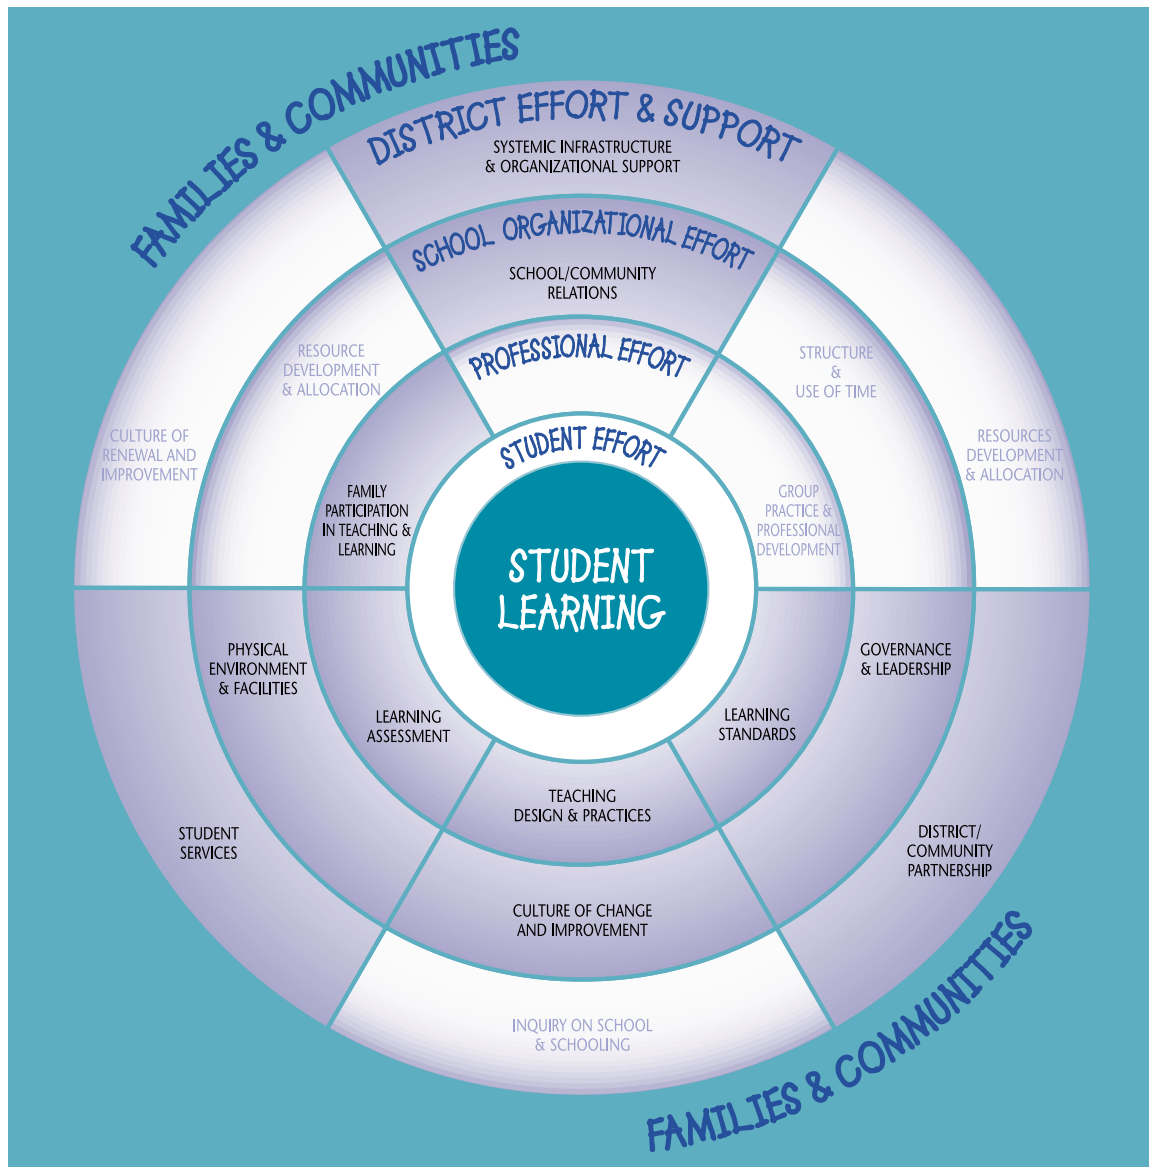 FAMILIES & COMMUNITIES
DISTRICT EFFORT & SUPPORT
SYSTEMIC INFRASTRUCTURE
& ORGANIZATIONAL SUPPORT
SCHOOL ORGANIZATIONAL EFFORT
SCHOOL/COMMUNITY
RELATIONS
PROFESSIONAL EFFORT
STUDENT EFFORT
STUDENT
LEARNING
RESOURCE
DEVELOPMENT
& ALLOCATION
STRUCTURE
&
USE OF TIME
CULTURE OF
RENEWAL AND
IMPROVEMENT
RESOURCES
DEVELOPMENT
& ALLOCATION
FAMILY
PARTICIPATION
IN TEACHING &
LEARNING
GROUP
PRACTICE &
PROFESSIONAL
DEVELOPMENT
PHYSICAL
ENVIRONMENT
& FACILITIES
GOVERNANCE
& LEADERSHIP
LEARNING
ASSESSMENT
LEARNING
STANDARDS
TEACHING
DESIGN & PRACTICES
STUDENT
SERVICES
DISTRICT/
COMMUNITY
PARTNERSHIP
CULTURE OF CHANGE
AND IMPROVEMENT
INQUIRY ON SCHOOL
& SCHOOLING
FAMILIES & COMMUNITIES